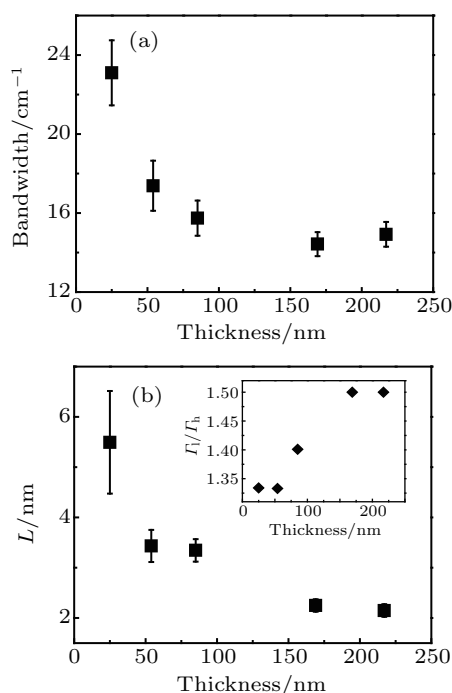 (a)
24
20
16
12
Bandwidth/cm⁻¹
0 50 100 150 200 250
Thickness/nm
(b)
6
4
2
L/nm
1.50
1.45
1.40
1.35
Γl/Γh
0 100 200
Thickness/nm
0 50 100 150 200 250
Thickness/nm